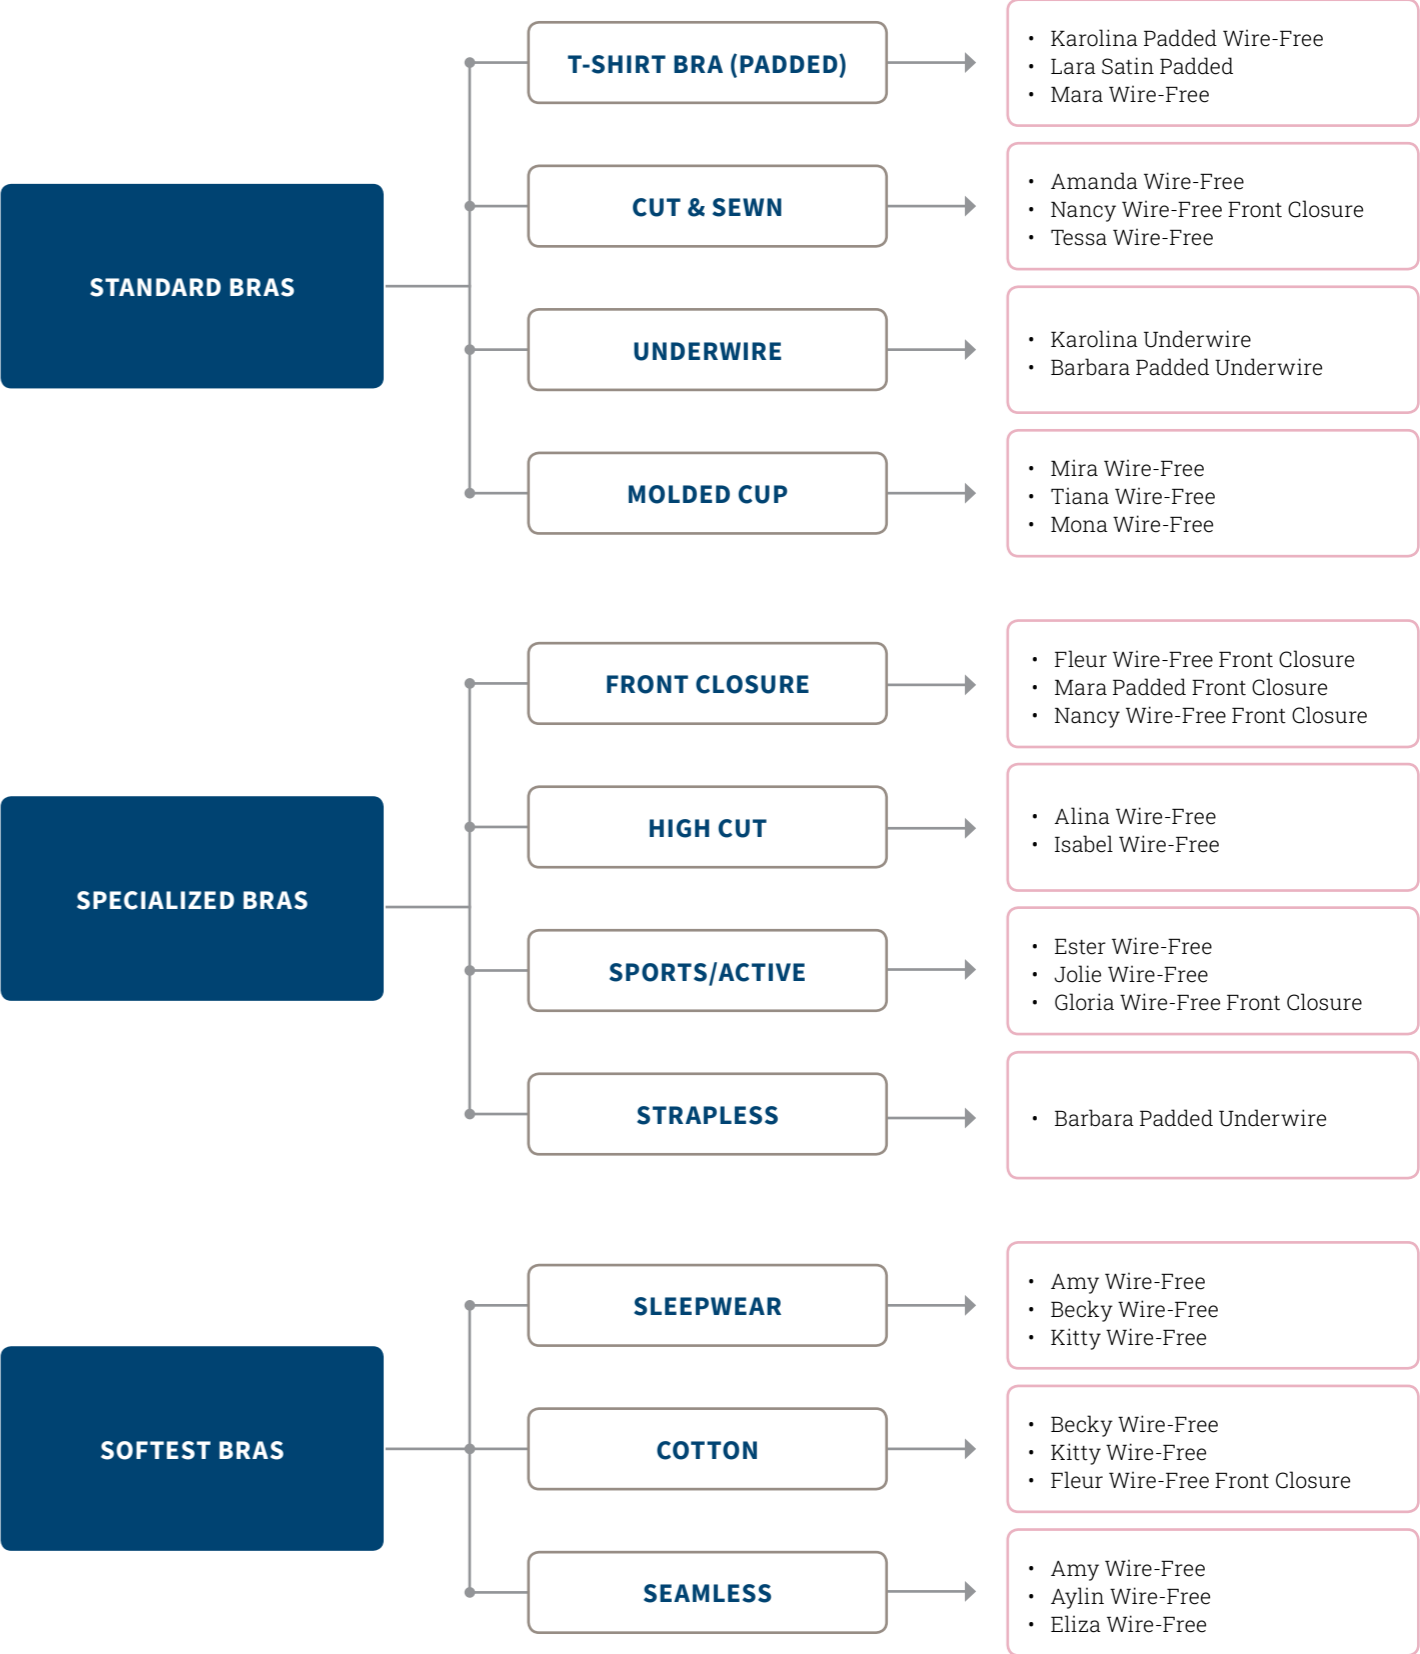 STANDARD BRAS
T-SHIRT BRA (PADDED)
• Karolina Padded Wire-Free
• Lara Satin Padded
• Mara Wire-Free
CUT & SEWN
• Amanda Wire-Free
• Nancy Wire-Free Front Closure
• Tessa Wire-Free
UNDERWIRE
• Karolina Underwire
• Barbara Padded Underwire
MOLDED CUP
• Mira Wire-Free
• Tiana Wire-Free
• Mona Wire-Free
SPECIALIZED BRAS
FRONT CLOSURE
• Fleur Wire-Free Front Closure
• Mara Padded Front Closure
• Nancy Wire-Free Front Closure
HIGH CUT
• Alina Wire-Free
• Isabel Wire-Free
SPORTS/ACTIVE
• Ester Wire-Free
• Jolie Wire-Free
• Gloria Wire-Free Front Closure
STRAPLESS
• Barbara Padded Underwire
SOFTEST BRAS
SLEEPWEAR
• Amy Wire-Free
• Becky Wire-Free
• Kitty Wire-Free
COTTON
• Becky Wire-Free
• Kitty Wire-Free
• Fleur Wire-Free Front Closure
SEAMLESS
• Amy Wire-Free
• Aylin Wire-Free
• Eliza Wire-Free